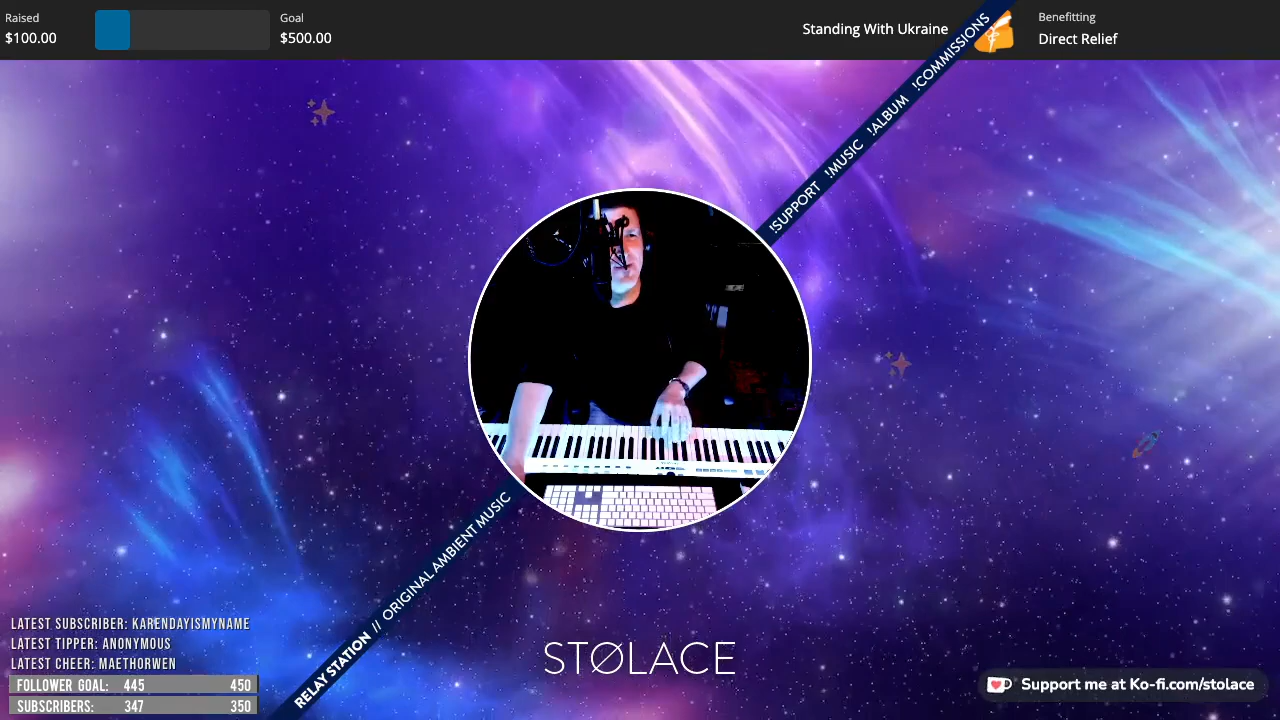 Raised
$100.00
Goal
$500.00
Standing With Ukraine
Benefitting
Direct Relief
!SUPPORT !MUSIC !ALBUM !COMMISSIONS
RELAY STATION // ORIGINAL AMBIENT MUSIC
STØLACE
LATEST SUBSCRIBER: KARENDAYISMYNAME
LATEST TIPPER: ANONYMOUS
LATEST CHEER: MAETHORWEN
FOLLOWER GOAL: 445 450
SUBSCRIBERS: 347 350
Support me at Ko-fi.com/stolace